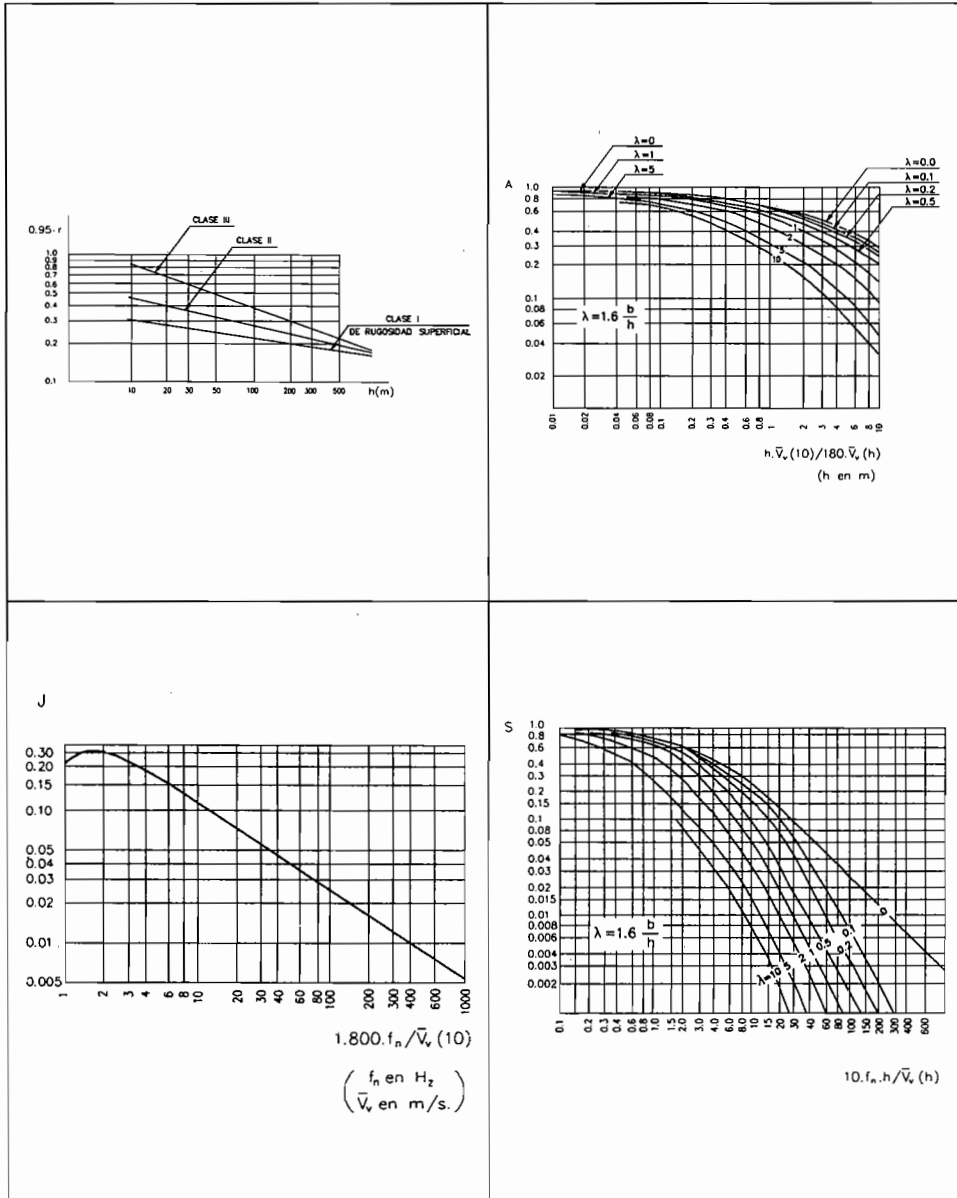 CLASE III
0.95·r
CLASE II
1.0
0.9
0.8
0.7
0.6
0.5
0.4
0.3
0.2
0.1
CLASE I
DE RUGOSIDAD SUPERFICIAL
10 20 30 50 100 200 300 500 h(m)
λ=0
λ=1
λ=5
λ=0.0
λ=0.1
λ=0.2
λ=0.5
A
1.0
0.8
0.6
0.4
0.3
0.2
0.1
0.08
0.06
0.04
0.02
1
2
5
10
λ=1.6 b/h
0.01 0.02 0.04 0.06 0.08 0.1 0.2 0.3 0.4 0.6 0.8 1 2 3 4 6 8 10
h.V̄ᵥ(10)/180.V̄ᵥ(h)
(h en m)
J
0.30
0.20
0.15
0.10
0.05
0.04
0.03
0.02
0.01
0.005
1 2 3 4 6 8 10 20 30 40 60 80 100 200 300 400 600 1000
1.800.fₙ/V̄ᵥ(10)
(fₙ en H_z
V̄ᵥ en m/s.)
S
1.0
0.8
0.6
0.4
0.3
0.2
0.15
0.1
0.08
0.06
0.04
0.03
0.02
0.015
0.01
0.008
0.006
0.004
0.003
0.002
λ=1.6 b/h
λ=10 5 2 1 0.5 0.2 0.1 0
0.1 0.2 0.3 0.4 0.6 0.8 1.0 1.5 2.0 3.0 4.0 6.0 8.0 10 15 20 30 40 60 80 100 150 200 300 400 600
10.fₙ.h/V̄ᵥ(h)